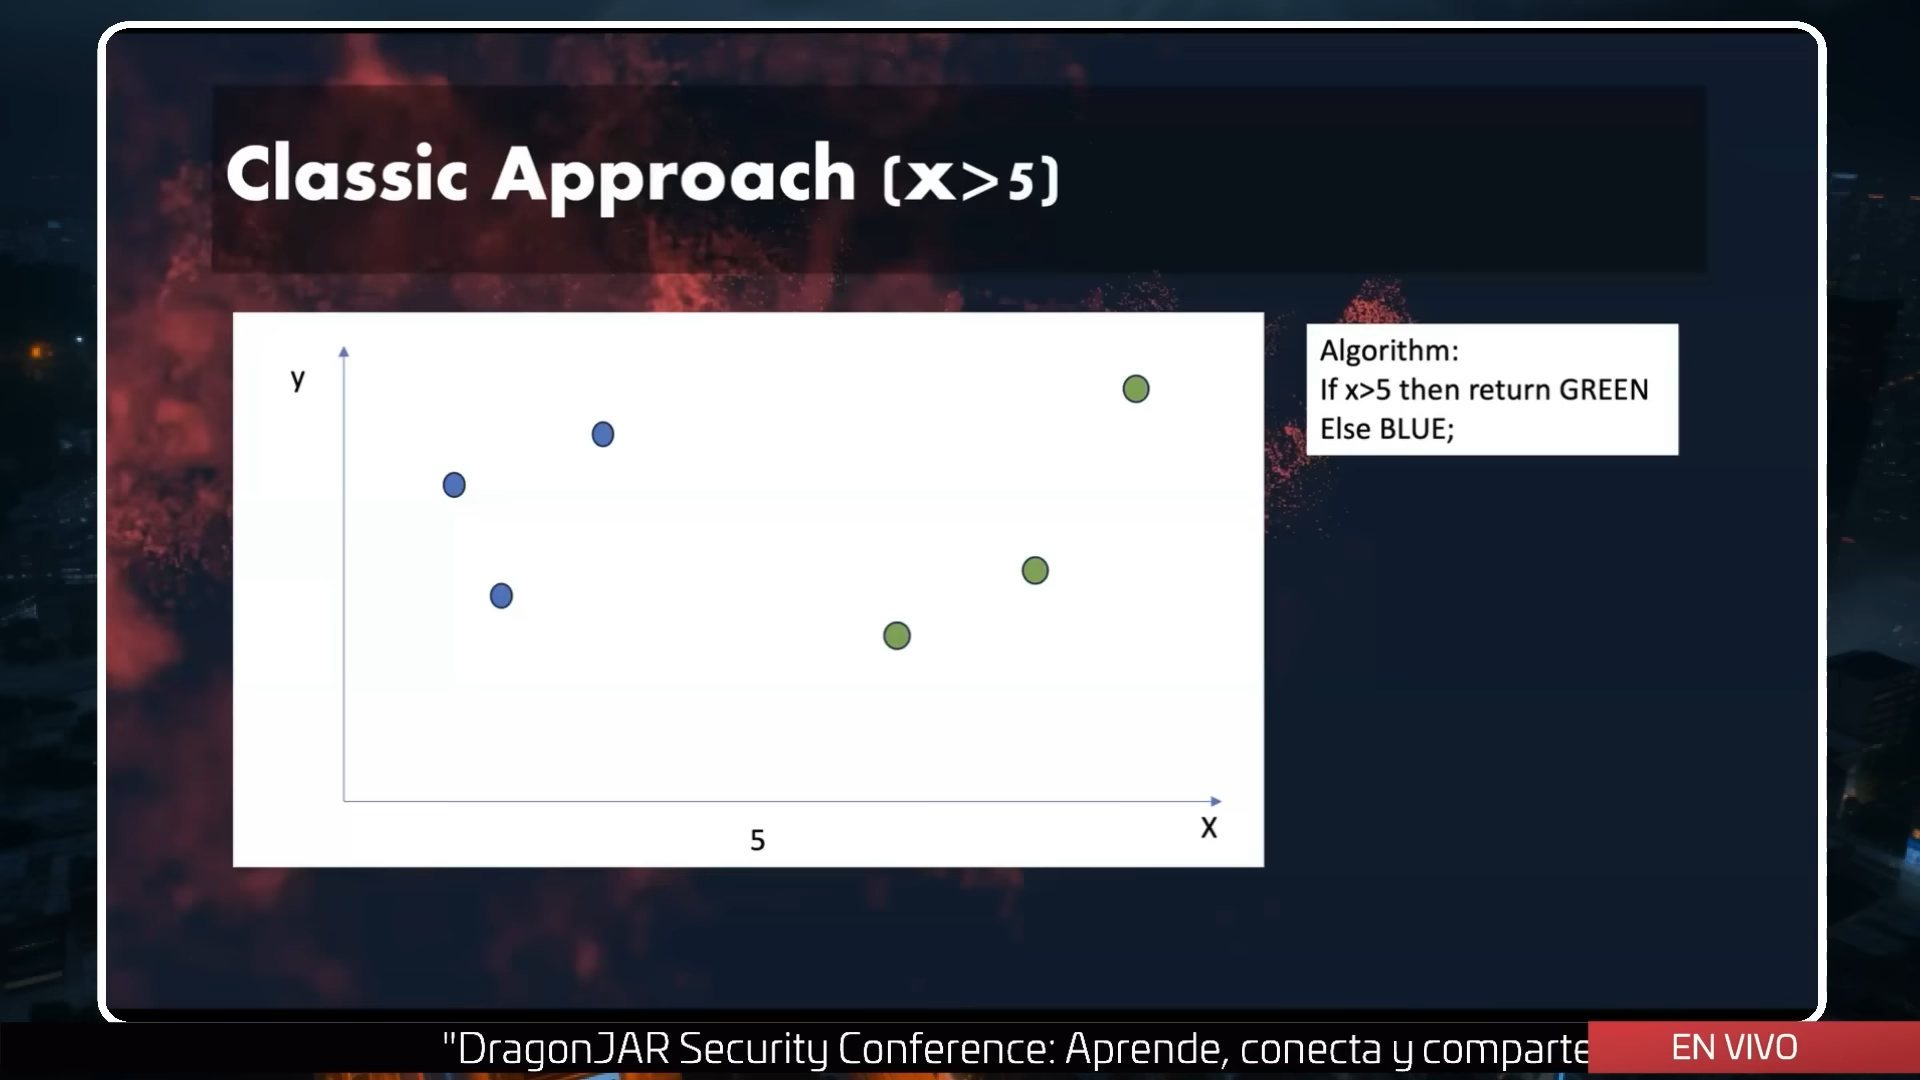 Classic Approach (x>5)
y
Algorithm:
If x>5 then return GREEN
Else BLUE;
5
X
"DragonJAR Security Conference: Aprende, conecta y comparte
EN VIVO